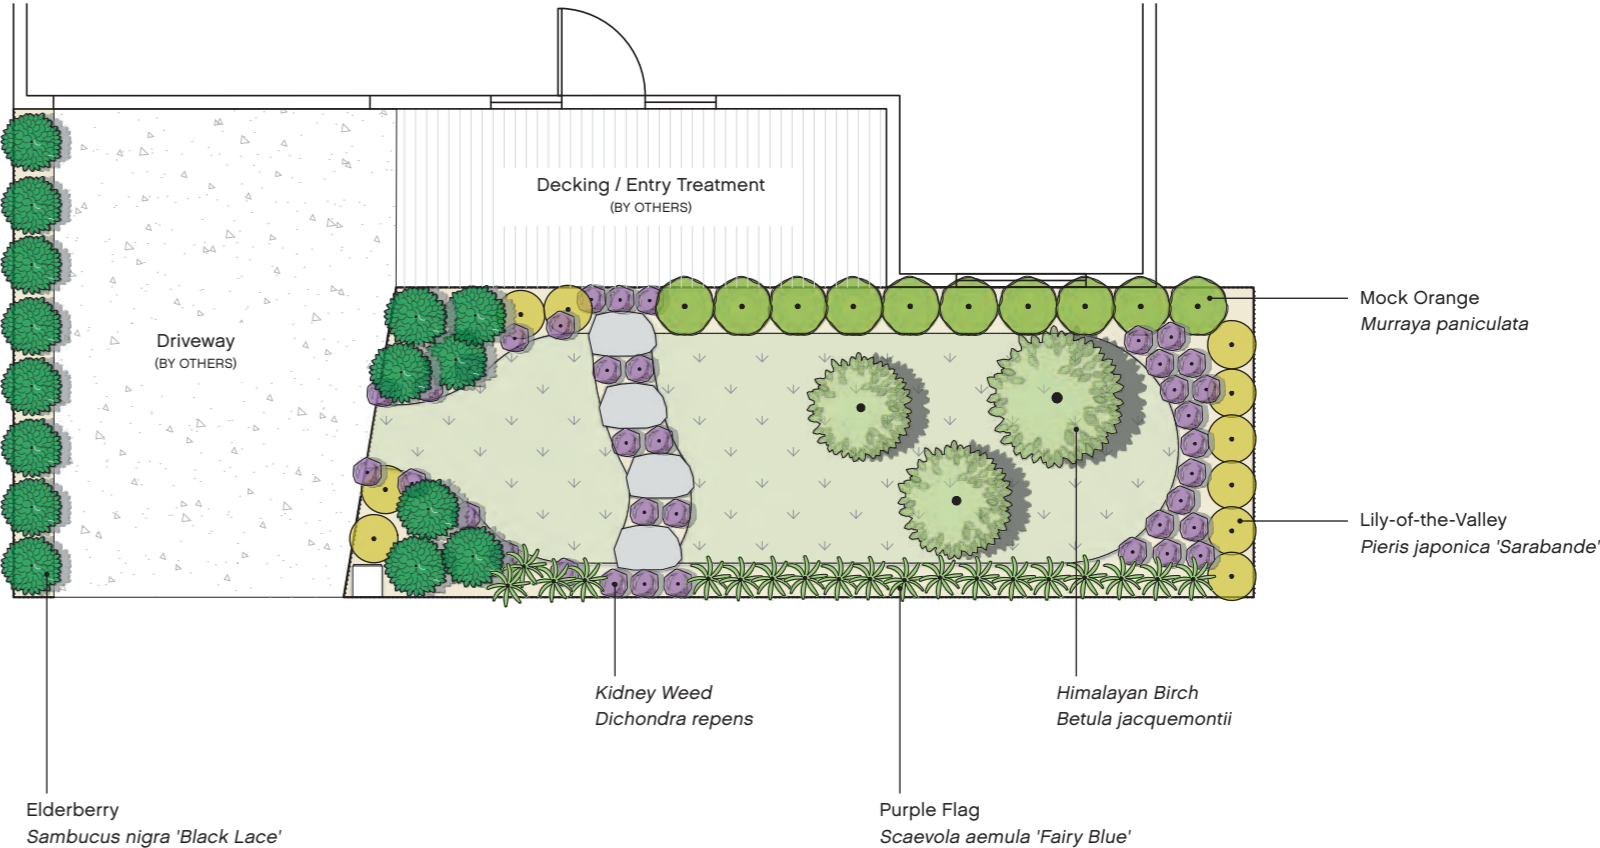 Decking / Entry Treatment
(BY OTHERS)
Driveway
(BY OTHERS)
Mock Orange
Murraya paniculata
Lily-of-the-Valley
Pieris japonica 'Sarabande'
Kidney Weed
Dichondra repens
Himalayan Birch
Betula jacquemontii
Elderberry
Sambucus nigra 'Black Lace'
Purple Flag
Scaevola aemula 'Fairy Blue'